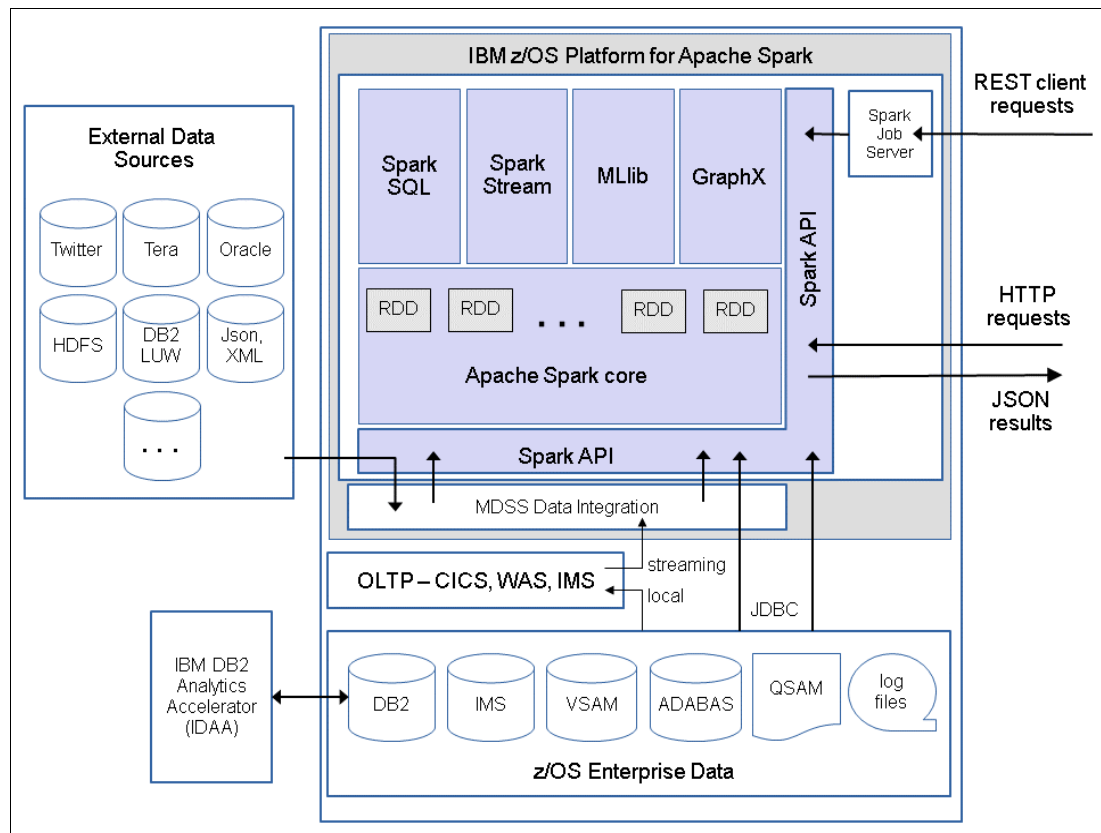 IBM z/OS Platform for Apache Spark
REST client
requests
External Data
Sources
Spark
SQL
Spark
Stream
MLlib
GraphX
Spark API
Spark
Job
Server
Twitter
Tera
Oracle
HDFS
DB2
LUW
Json,
XML
. . .
RDD
RDD
. . .
RDD
RDD
Apache Spark core
HTTP
requests
JSON
results
Spark API
MDSS Data Integration
OLTP – CICS, WAS, IMS
streaming
local
JDBC
IBM DB2
Analytics
Accelerator
(IDAA)
DB2
IMS
VSAM
ADABAS
QSAM
log
files
z/OS Enterprise Data